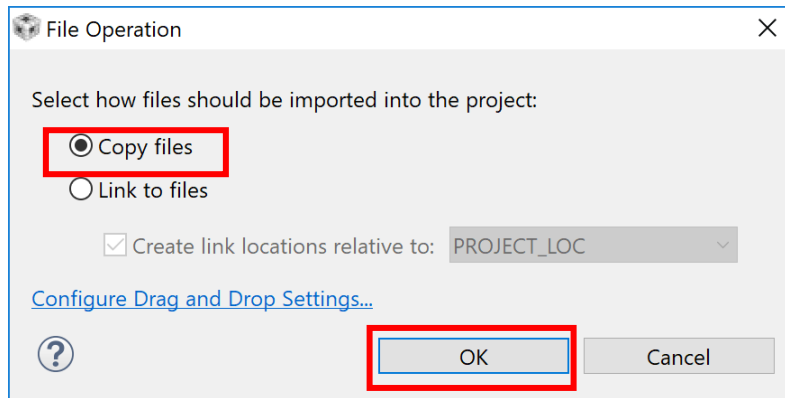 File Operation
Select how files should be imported into the project:
Copy files
Link to files
Create link locations relative to: PROJECT_LOC
Configure Drag and Drop Settings...
? OK Cancel